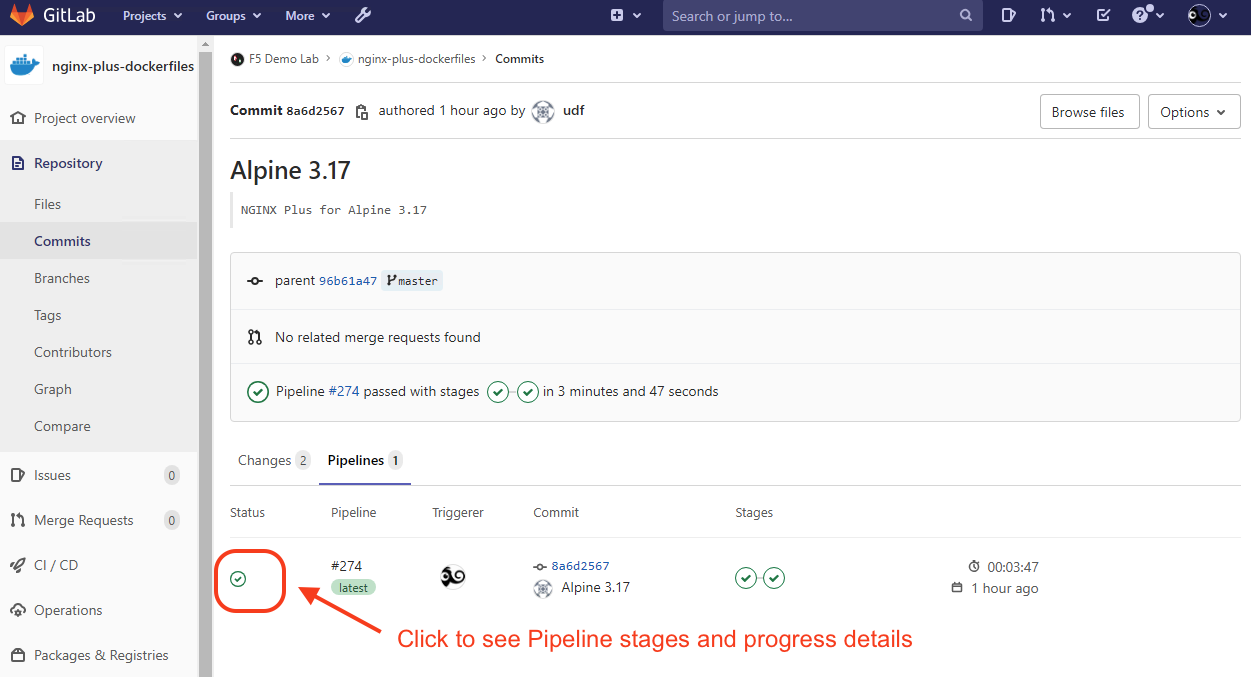 GitLab Projects Groups More Search or jump to...
nginx-plus-dockerfiles
Project overview
Repository
Files
Commits
Branches
Tags
Contributors
Graph
Compare
Issues 0
Merge Requests 0
CI / CD
Operations
Packages & Registries
F5 Demo Lab › nginx-plus-dockerfiles › Commits
Commit 8a6d2567 authored 1 hour ago by udf Browse files Options
Alpine 3.17
NGINX Plus for Alpine 3.17
parent 96b61a47 master
No related merge requests found
Pipeline #274 passed with stages in 3 minutes and 47 seconds
Changes 2 Pipelines 1
Status Pipeline Triggerer Commit Stages
#274 8a6d2567 00:03:47
latest Alpine 3.17 1 hour ago
Click to see Pipeline stages and progress details